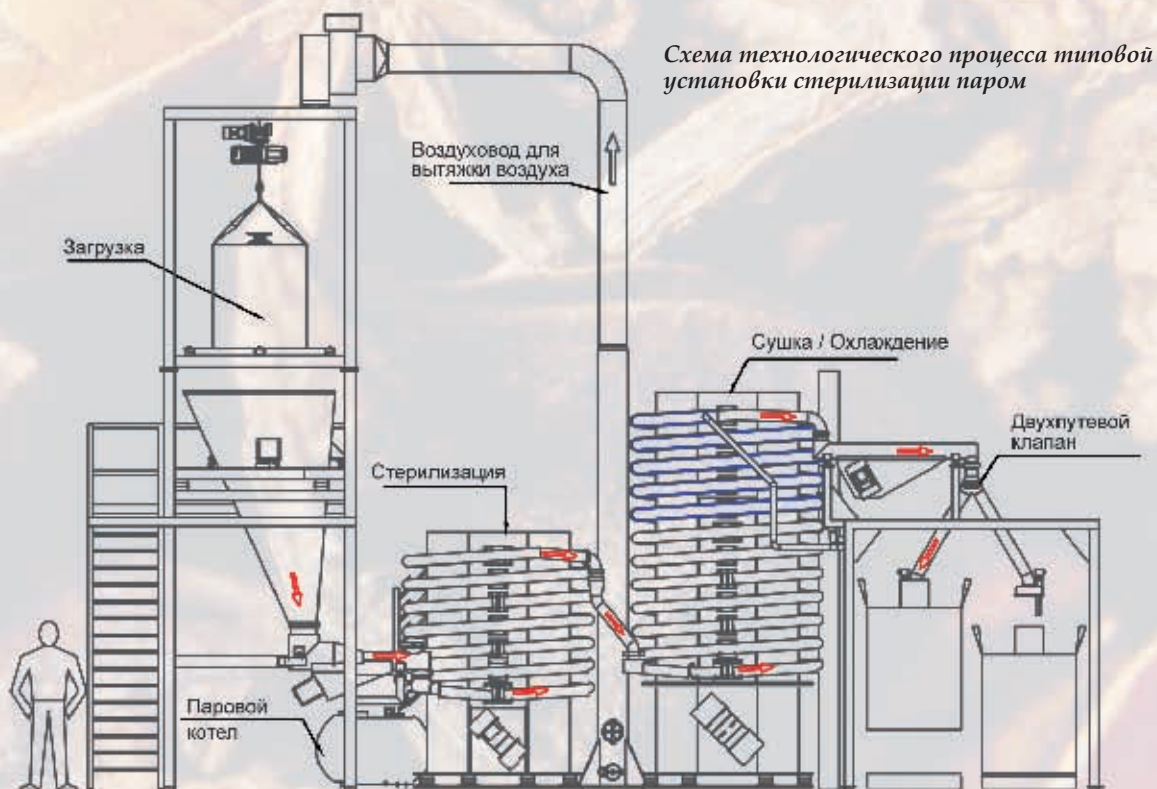 Схема технологического процесса типовой
установки стерилизации паром
Воздуховод для
вытяжки воздуха
Загрузка
Сушка / Охлаждение
Двухпутевой
клапан
Стерилизация
Паровой
котел